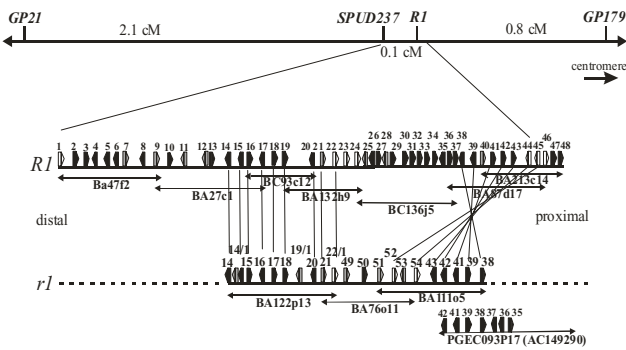 GP21 SPUD237 R1 GP179
2.1 cM 0.8 cM
0.1 cM
centromere
26 28 30 32 33 34 36 37 38 46
1 2 3 4 5 6 7 8 9 10 11 12 13 14 15 16 17 18 19 20 21 22 23 24 25 27 29 31 33 35 39 40 41 42 43 44 45 47 48
R1
Ba47f2 BA27c1 BC93c12 BA132h9 BC136j5 BA87d17 BA213c14
distal proximal
14/1 19/1 22/1 52
14 15 16 17 18 20 21 49 50 51 53 54 43 42 41 39 38
r1
BA122p13 BA76o11 BA111o5
42 41 39 38 37 36 35
PGEC093P17 (AC149290)